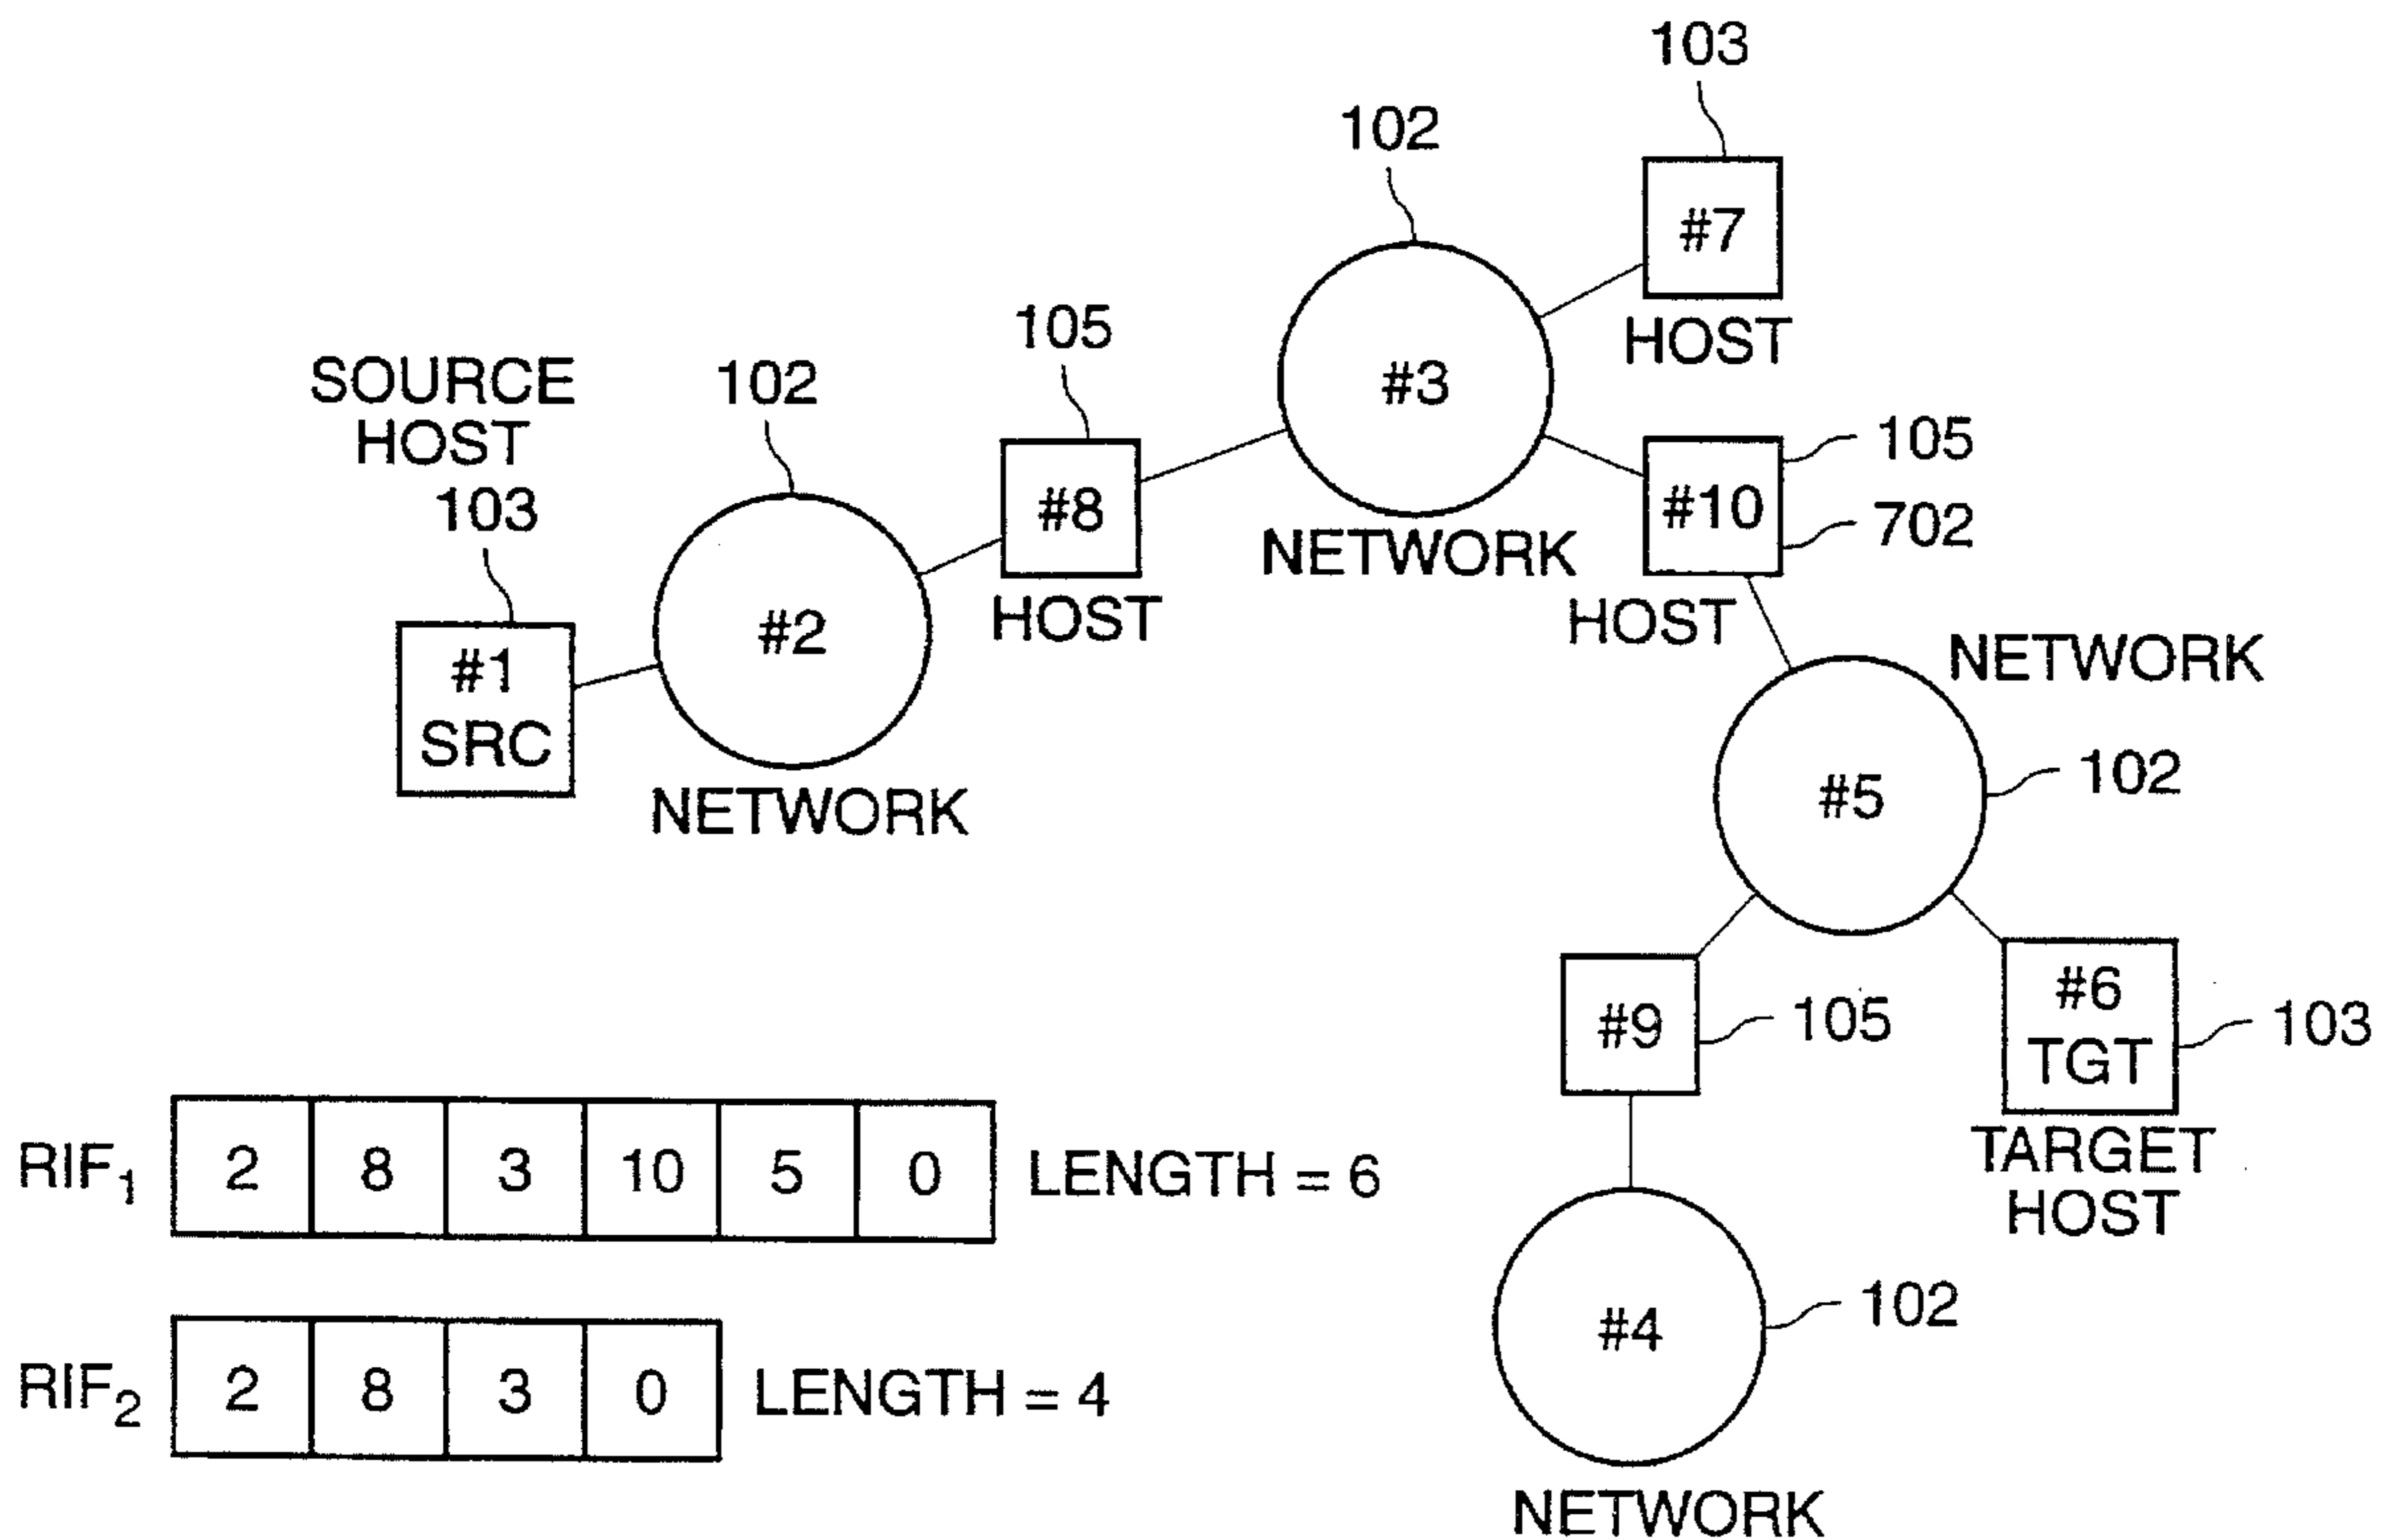 103
102
#7
HOST
#3
105
SOURCE
HOST
102
103
105
#10
702
#8
NETWORK
HOST
HOST
#2
#1
SRC
NETWORK
NETWORK
#5
102
#9
105
#6
TGT
103
TARGET
HOST
RIF1 2 8 3 10 5 0 LENGTH = 6
#4
102
RIF2 2 8 3 0 LENGTH = 4
NETWORK